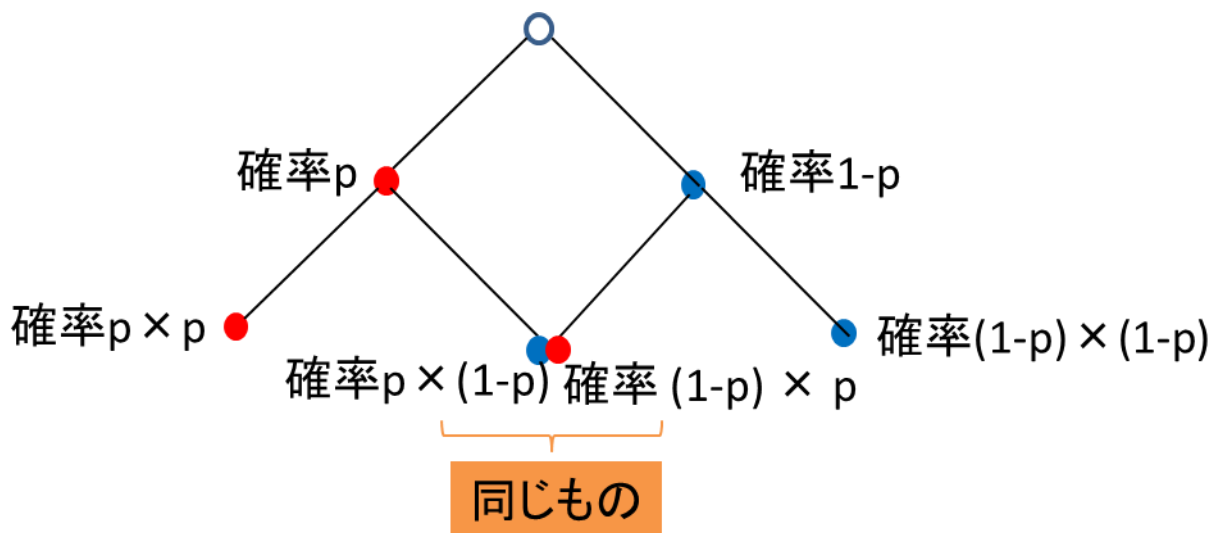 確率p
確率1-p
確率p×p
確率(1-p)×(1-p)
確率p×(1-p)
確率 (1-p) × p
同じもの